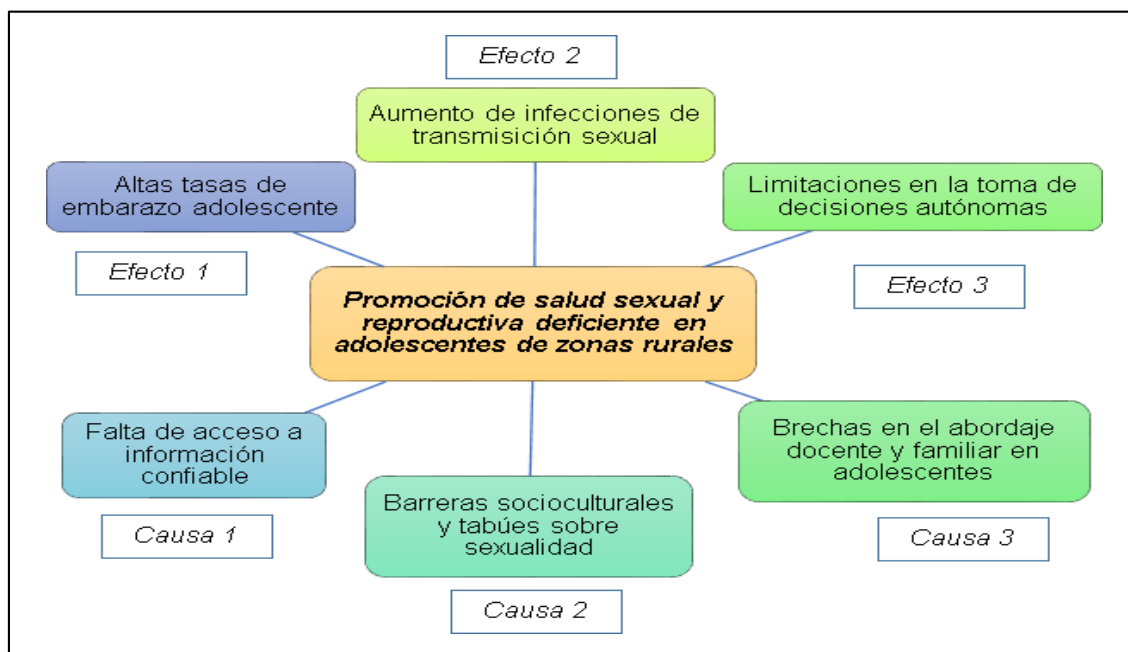 Efecto 2
Aumento de infecciones de
transmisición sexual
Altas tasas de
embarazo adolescente
Limitaciones en la toma de
decisiones autónomas
Efecto 1
Efecto 3
Promoción de salud sexual y
reproductiva deficiente en
adolescentes de zonas rurales
Falta de acceso a
información
confiable
Brechas en el abordaje
docente y familiar en
adolescentes
Barreras socioculturales
y tabúes sobre
sexualidad
Causa 1
Causa 3
Causa 2